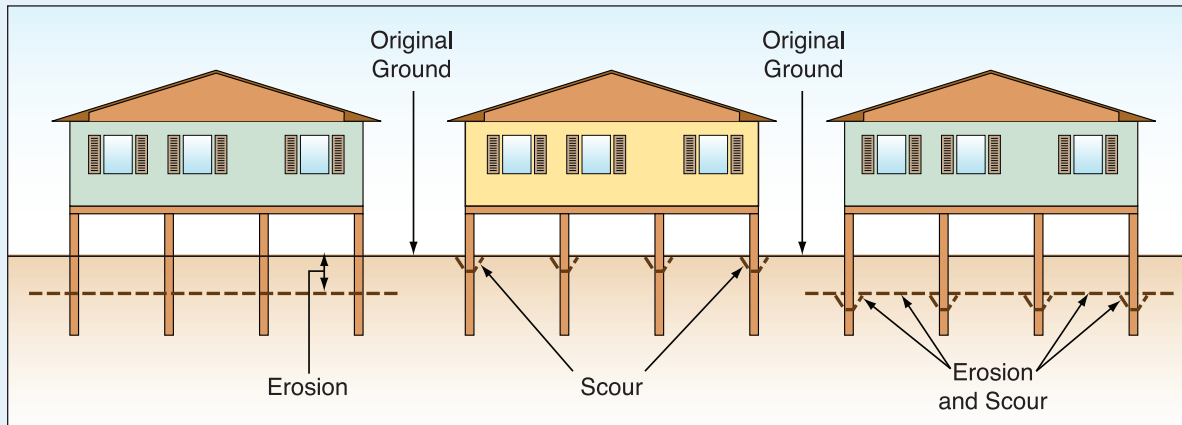 Original
Ground
Original
Ground
Erosion
Scour
Erosion
and Scour